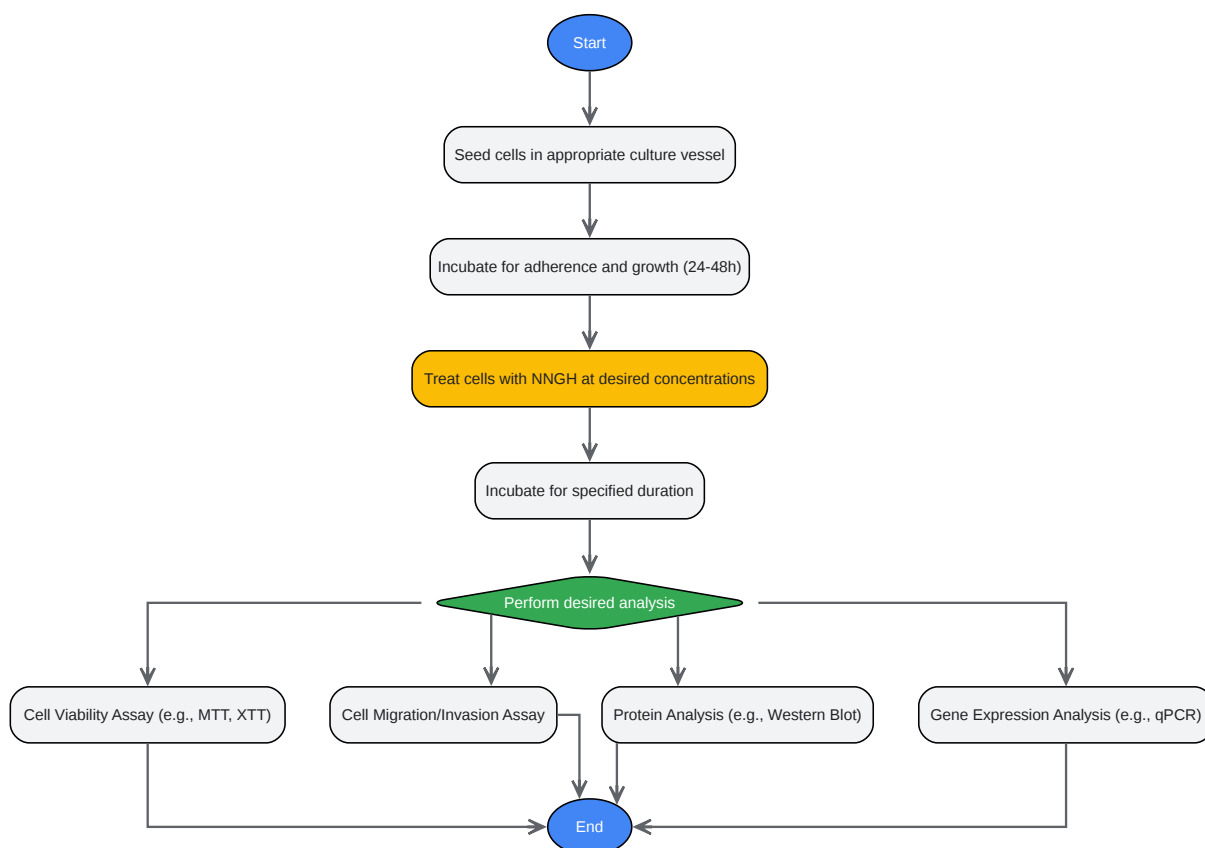 Start
Seed cells in appropriate culture vessel
Incubate for adherence and growth (24-48h)
Treat cells with NNGH at desired concentrations
Incubate for specified duration
Perform desired analysis
Cell Viability Assay (e.g., MTT, XTT)
Cell Migration/Invasion Assay
Protein Analysis (e.g., Western Blot)
Gene Expression Analysis (e.g., qPCR)
End